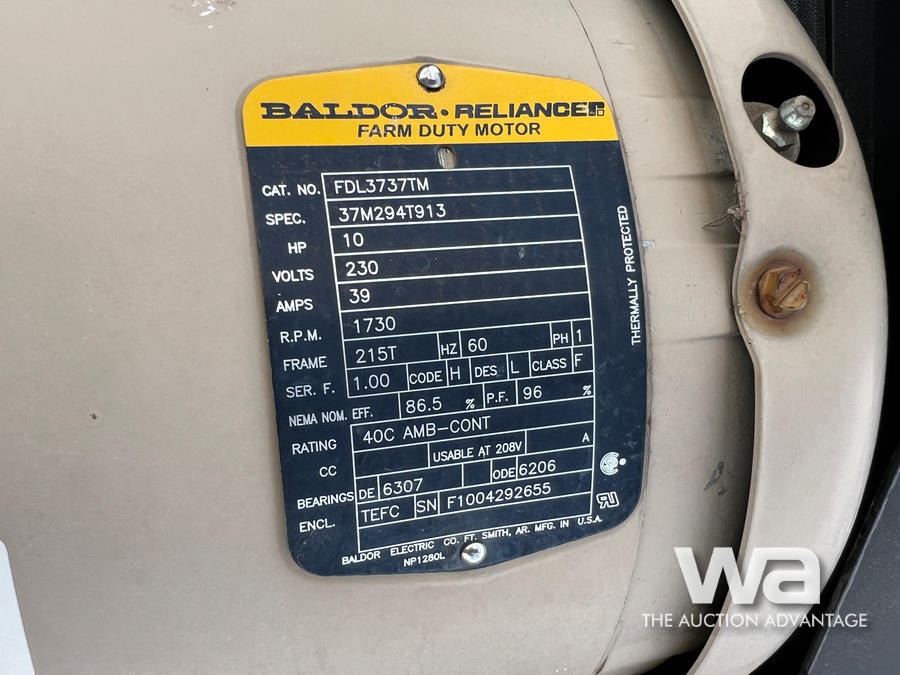 BALDOR • RELIANCE
FARM DUTY MOTOR
CAT. NO. FDL3737TM
SPEC. 37M294T913
HP 10
VOLTS 230
AMPS 39
R.P.M. 1730
FRAME 215T HZ 60 PH 1
SER. F. 1.00 CODE H DES L CLASS F
NEMA NOM. EFF. 86.5 % P.F. 96 %
RATING 40C AMB-CONT
CC USABLE AT 208V A
BEARINGS DE 6307 ODE 6206
ENCL. TEFC SN F1004292655
BALDOR ELECTRIC CO. FT. SMITH, AR. MFG. IN U.S.A.
NP1280L
THERMALLY PROTECTED
wa
THE AUCTION ADVANTAGE